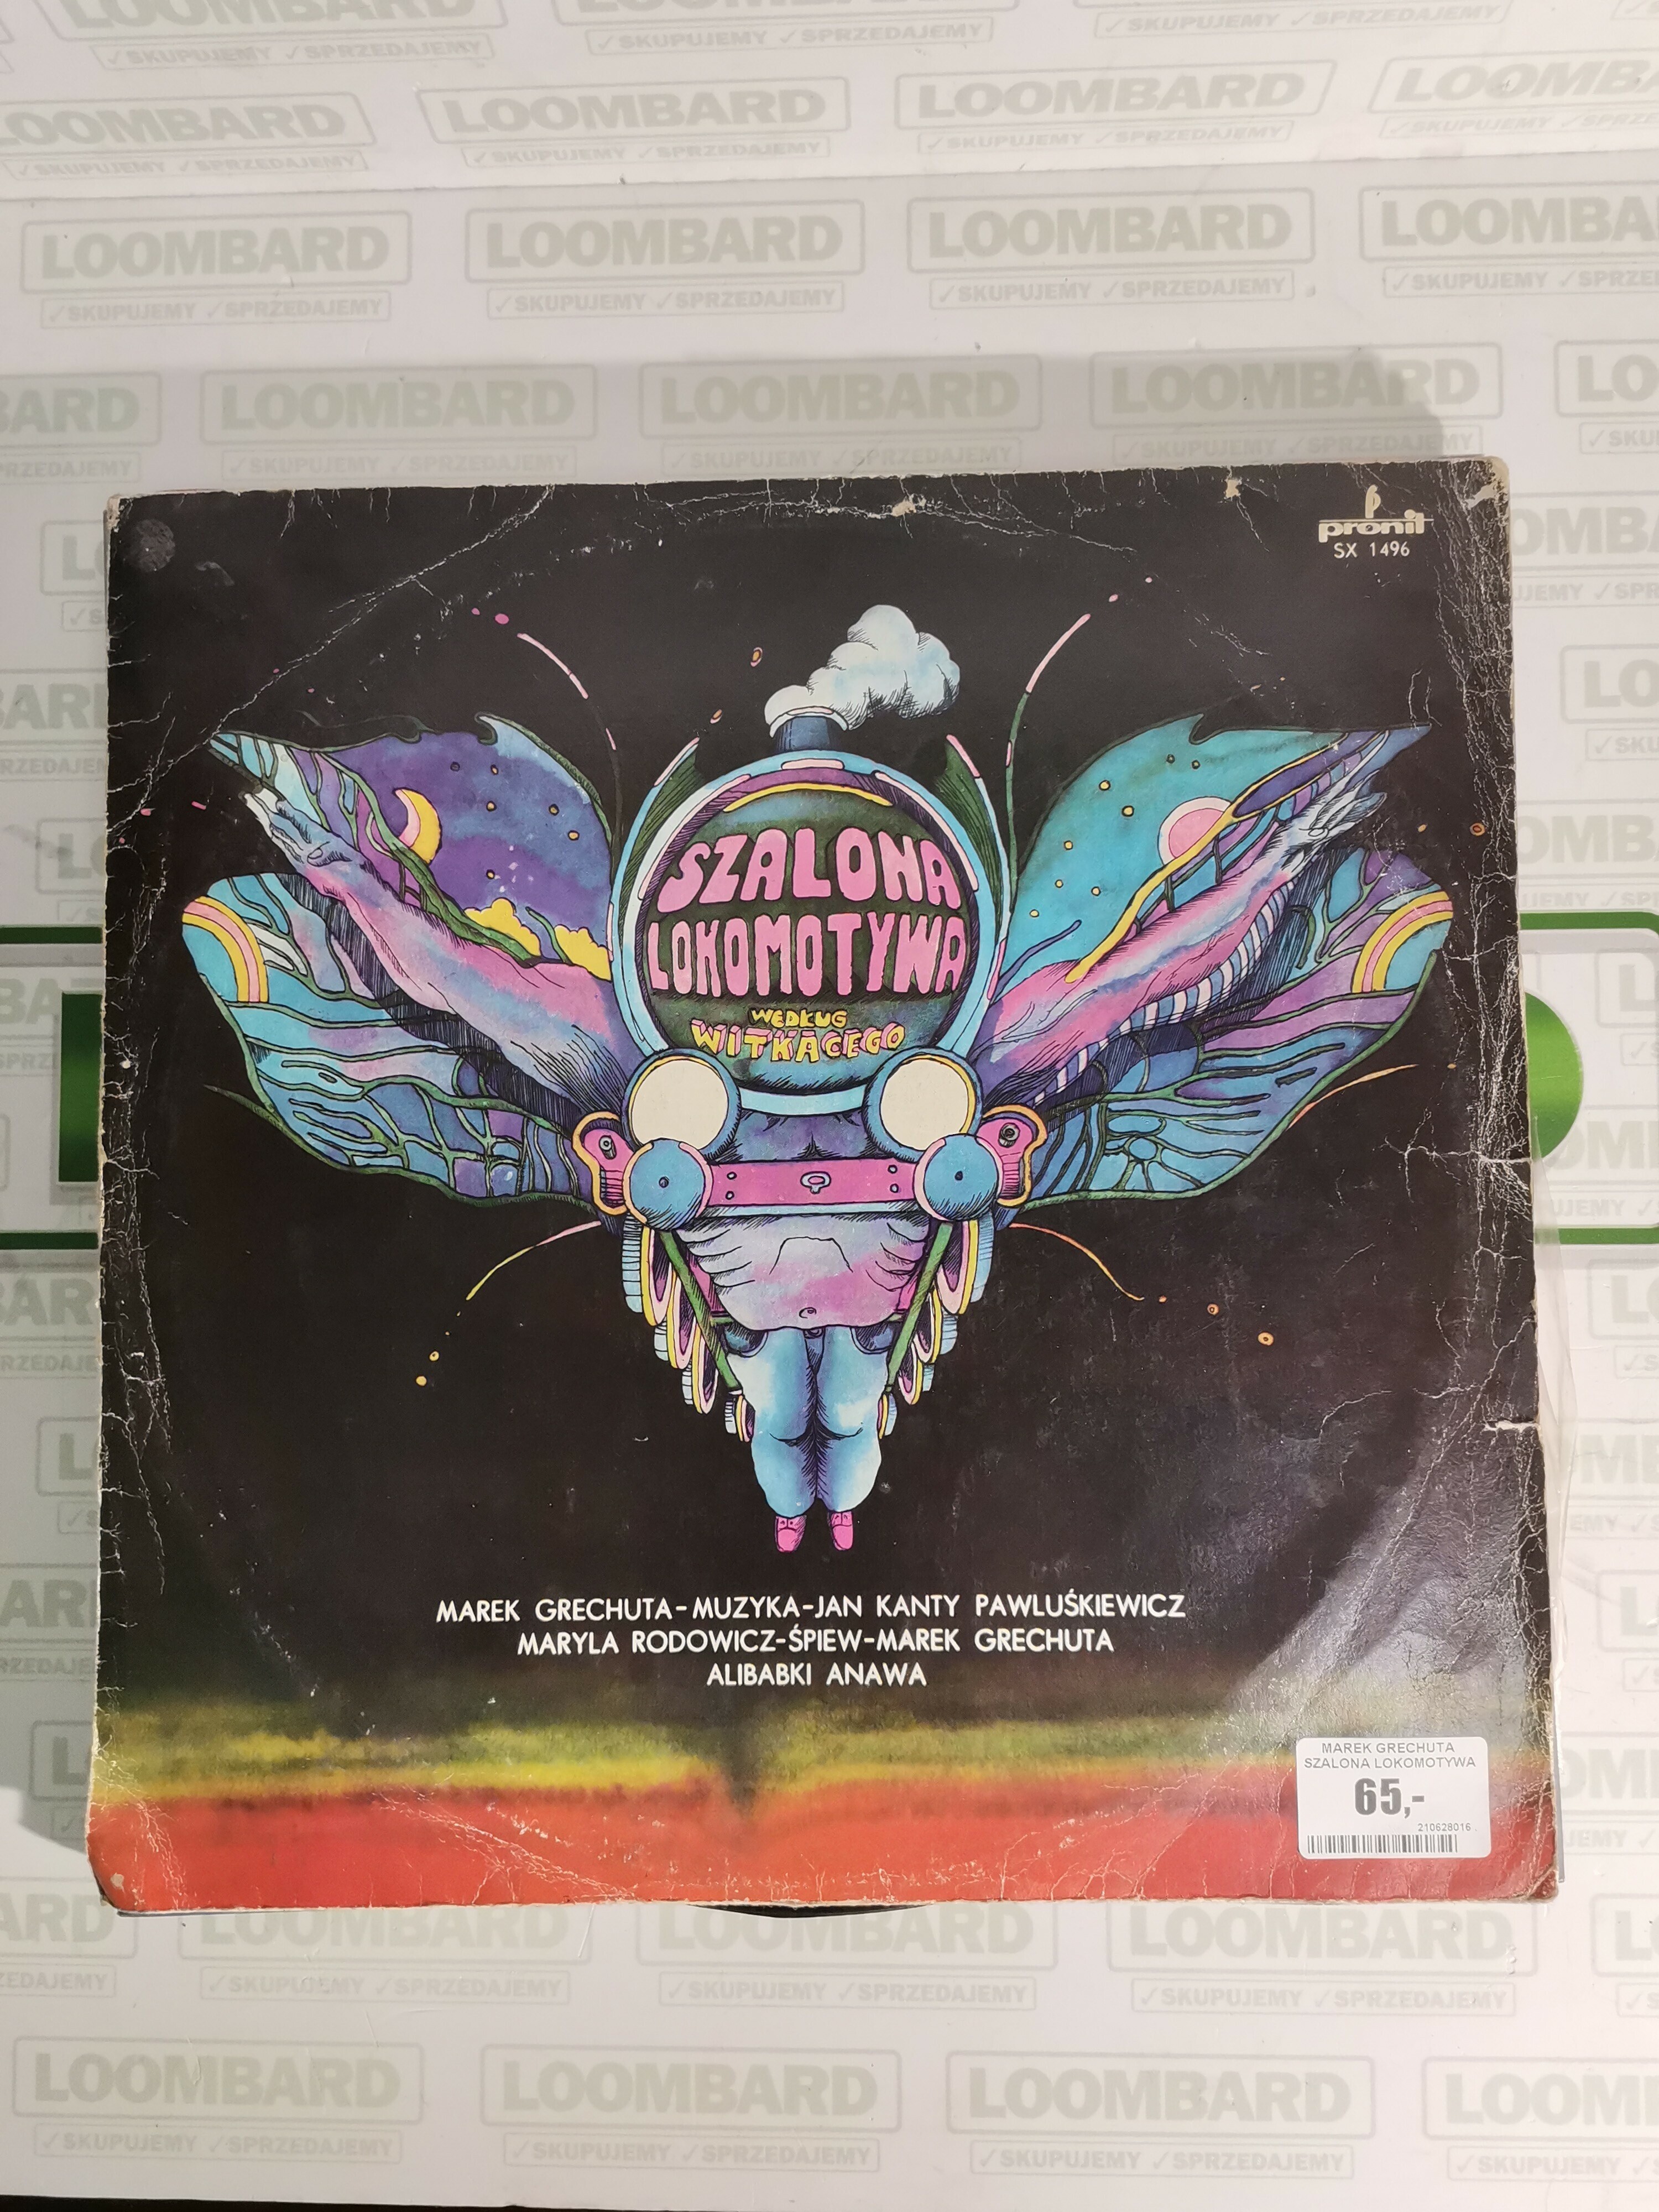 pronit
SX 1496
SZALONA
LOKOMOTYWA
WEDŁUG
WITKACEGO
MAREK GRECHUTA-MUZYKA-JAN KANTY PAWLUŚKIEWICZ
MARYLA RODOWICZ-ŚPIEW-MAREK GRECHUTA
ALIBABKI ANAWA
MAREK GRECHUTA
SZALONA LOKOMOTYWA
65,-
210628016
LOOMBARD
✓SKUPUJEMY ✓SPRZEDAJEMY